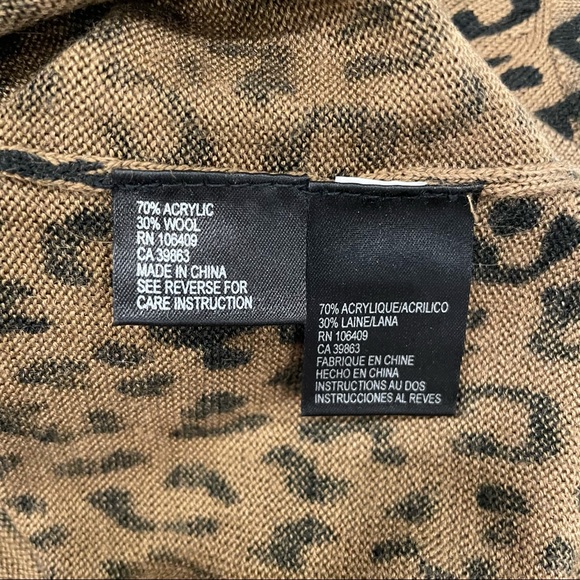 70% ACRYLIC
30% WOOL
RN 106409
CA 39863
MADE IN CHINA
SEE REVERSE FOR
CARE INSTRUCTION
70% ACRYLIQUE/ACRILICO
30% LAINE/LANA
RN 106409
CA 39863
FABRIQUE EN CHINE
HECHO EN CHINA
INSTRUCTIONS AU DOS
INSTRUCCIONES AL REVES